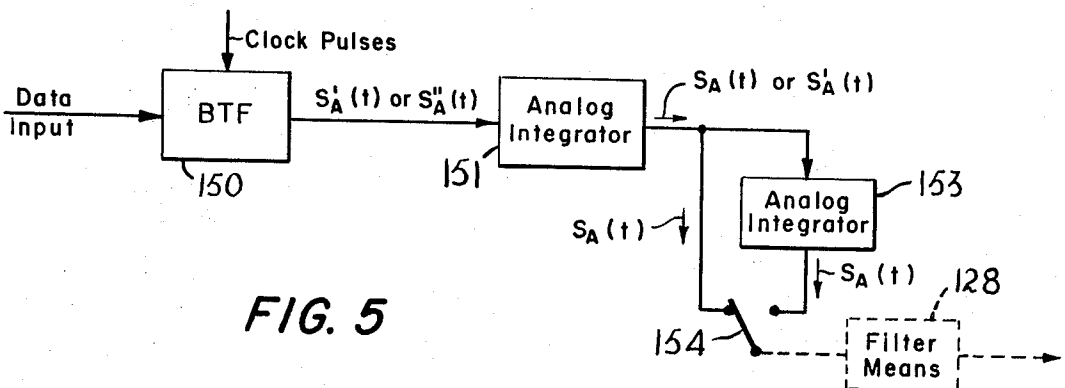 Clock Pulses
Data
Input
BTF
S'A (t) or S"A (t)
Analog
Integrator
SA (t) or S'A (t)
150
151
Analog
Integrator
153
SA (t)
SA (t)
FIG. 5
154
128
Filter
Means